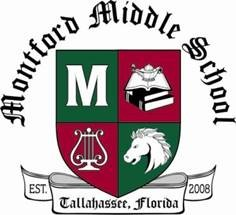 Montford Middle School
M
EST. 2008
Tallahassee, Florida